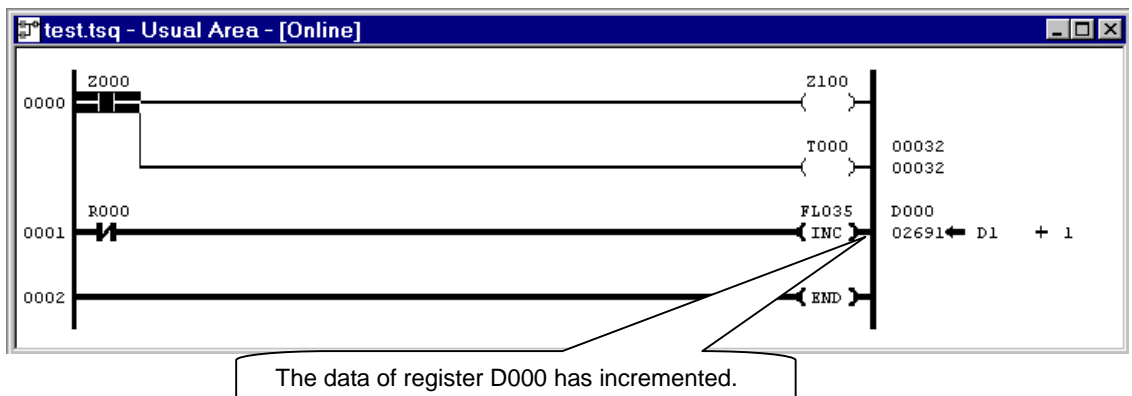 test.tsq - Usual Area - [Online]
Z000 Z100
0000
T000 00032
00032
R000 FL035 D000
0001 INC 02691 D1 + 1
0002 END
The data of register D000 has incremented.